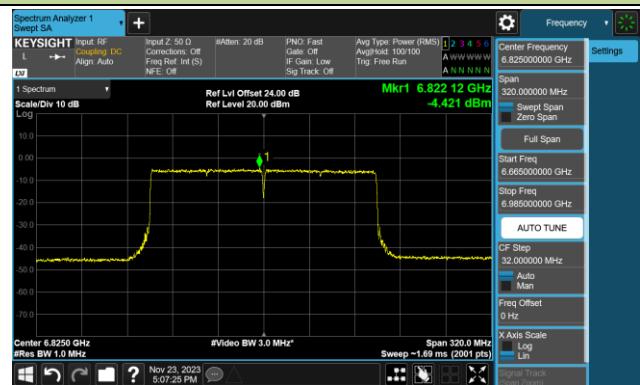 Spectrum Analyzer 1
Swept SA
Frequency
KEYSIGHT
L
LXI
Input: RF
Coupling: DC
Align: Auto
Input Z: 50 Ω
Corrections: Off
Freq Ref: Int (S)
NFE: Off
#Atten: 20 dB
PNO: Fast
Gate: Off
IF Gain: Low
Sig Track: Off
Avg Type: Power (RMS)
Avg|Hold: 100/100
Trig: Free Run
1 2 3 4 5 6
A W W W W W
A N N N N N
1 Spectrum
Scale/Div 10 dB
Log
Ref Lvl Offset 24.00 dB
Ref Level 20.00 dBm
Mkr1 6.822 12 GHz
-4.421 dBm
10.0
0.00
-10.0
-20.0
-30.0
-40.0
-50.0
-60.0
-70.0
1
Center 6.8250 GHz
#Res BW 1.0 MHz
#Video BW 3.0 MHz*
Span 320.0 MHz
Sweep ~1.69 ms (2001 pts)
Nov 23, 2023
5:07:25 PM
Center Frequency
6.825000000 GHz
Settings
Span
320.000000 MHz
Swept Span
Zero Span
Full Span
Start Freq
6.665000000 GHz
Stop Freq
6.985000000 GHz
AUTO TUNE
CF Step
32.000000 MHz
Auto
Man
Freq Offset
0 Hz
X Axis Scale
Log
Lin
Signal Track
(Span Zoom)